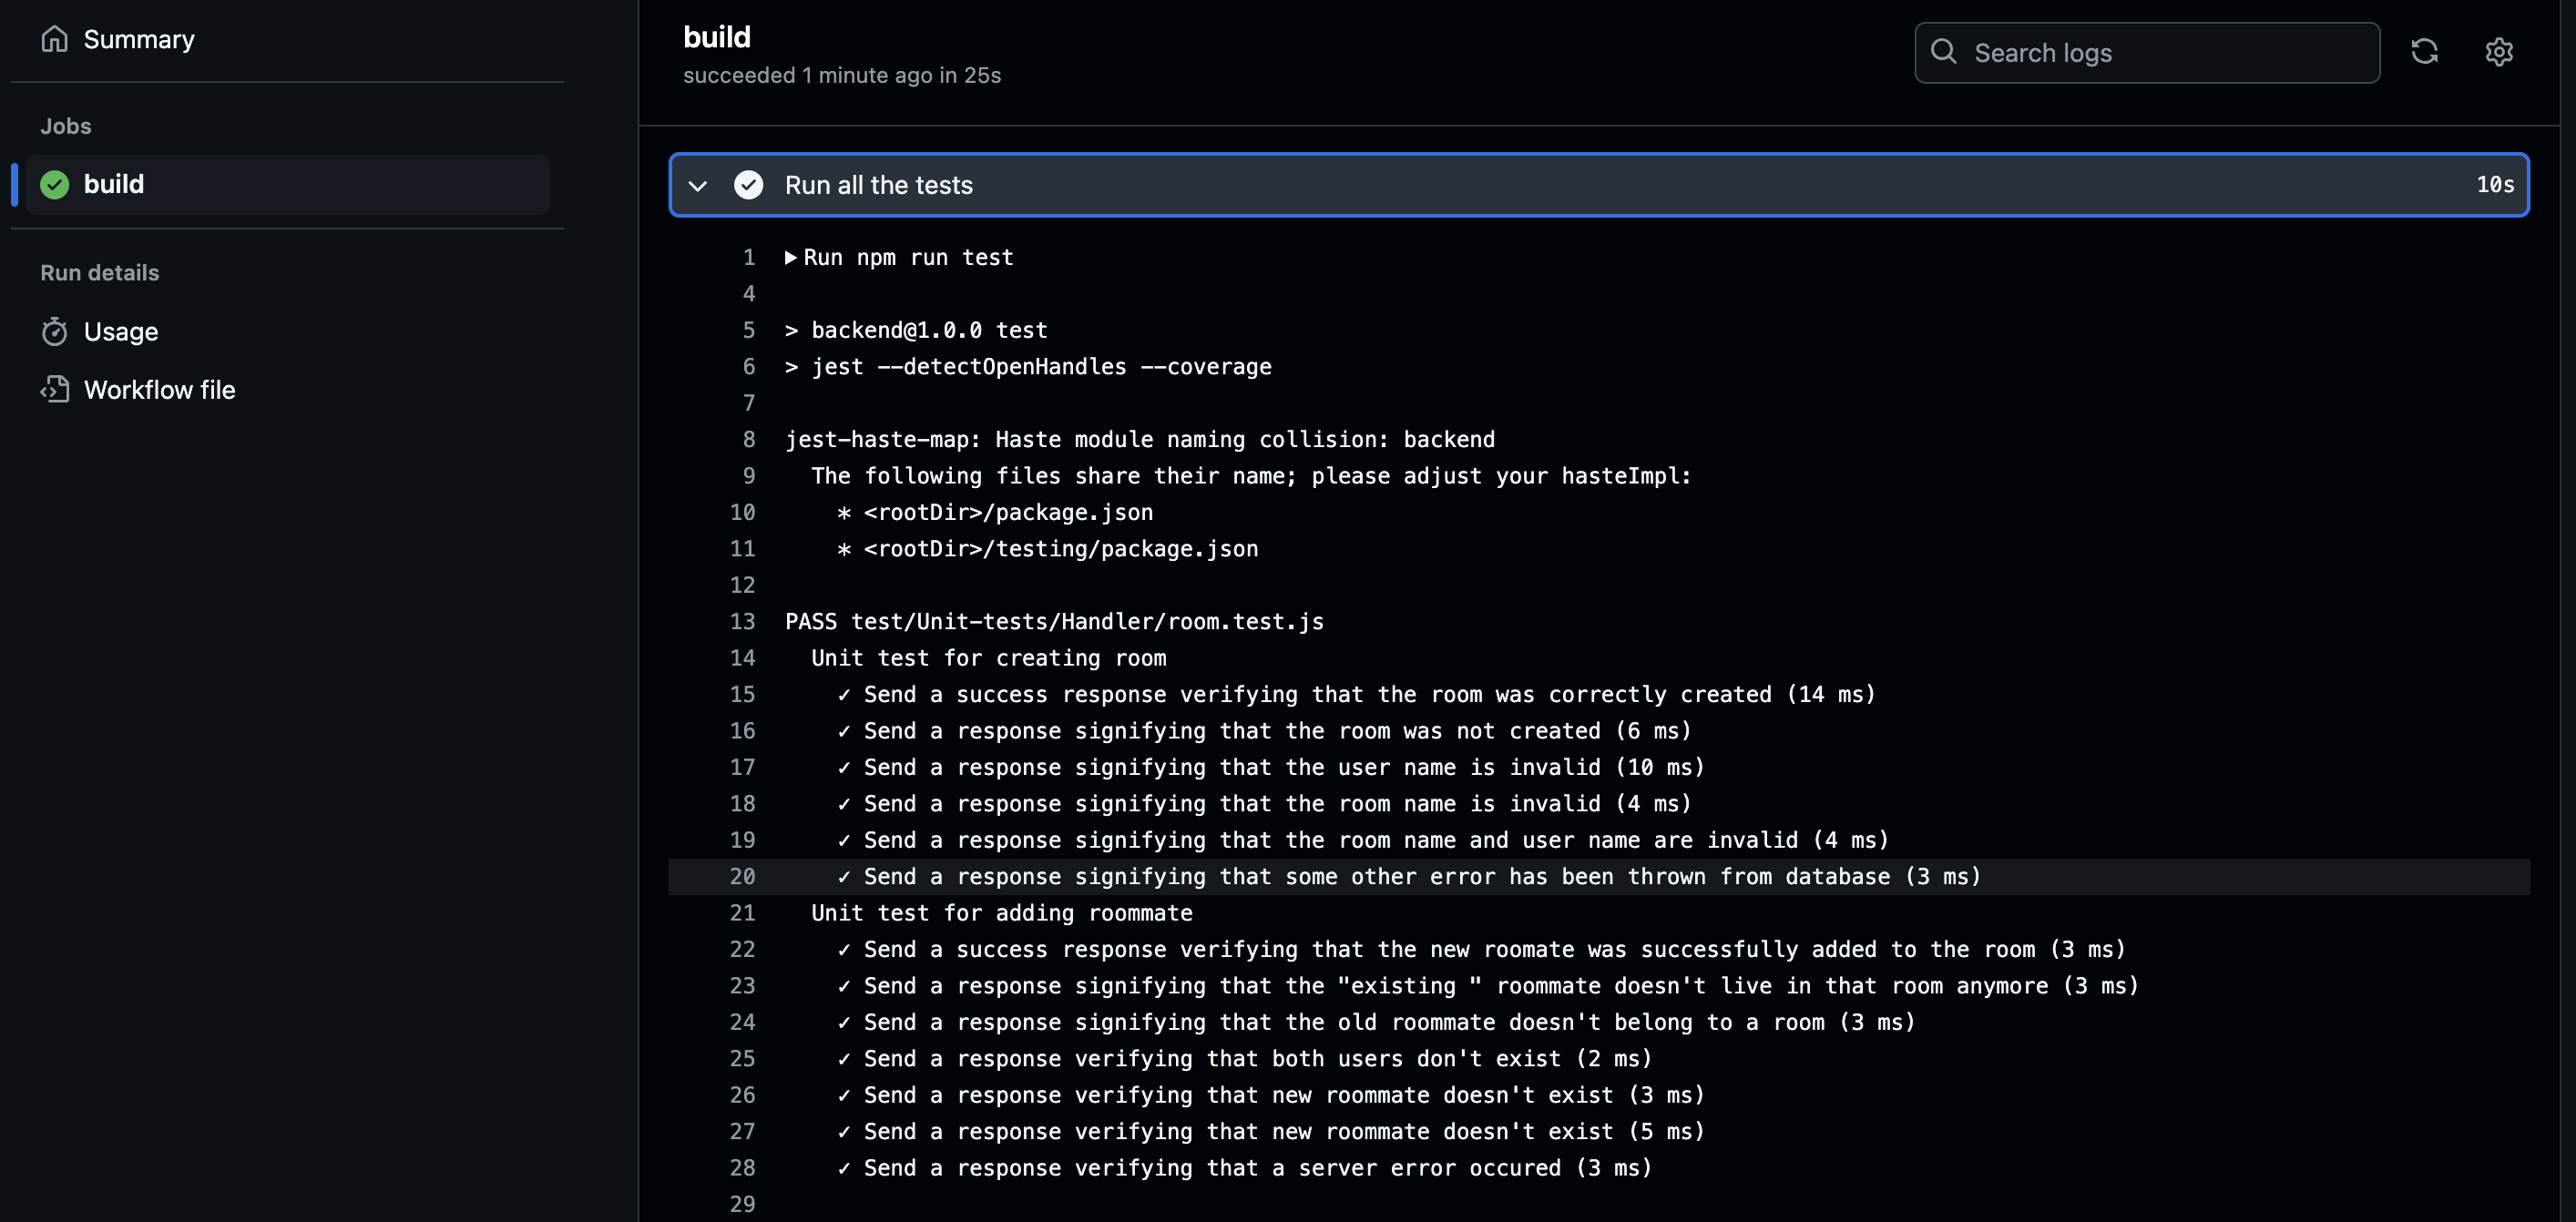 Summary
Jobs
build
Run details
Usage
Workflow file
build
succeeded 1 minute ago in 25s
Search logs
Run all the tests
10s
1 Run npm run test
4
5 > backend@1.0.0 test
6 > jest --detectOpenHandles --coverage
7
8 jest-haste-map: Haste module naming collision: backend
9 The following files share their name; please adjust your hasteImpl:
10 * <rootDir>/package.json
11 * <rootDir>/testing/package.json
12
13 PASS test/Unit-tests/Handler/room.test.js
14 Unit test for creating room
15 ✓ Send a success response verifying that the room was correctly created (14 ms)
16 ✓ Send a response signifying that the room was not created (6 ms)
17 ✓ Send a response signifying that the user name is invalid (10 ms)
18 ✓ Send a response signifying that the room name is invalid (4 ms)
19 ✓ Send a response signifying that the room name and user name are invalid (4 ms)
20 ✓ Send a response signifying that some other error has been thrown from database (3 ms)
21 Unit test for adding roommate
22 ✓ Send a success response verifying that the new roomate was successfully added to the room (3 ms)
23 ✓ Send a response signifying that the "existing " roommate doesn't live in that room anymore (3 ms)
24 ✓ Send a response signifying that the old roommate doesn't belong to a room (3 ms)
25 ✓ Send a response verifying that both users don't exist (2 ms)
26 ✓ Send a response verifying that new roommate doesn't exist (3 ms)
27 ✓ Send a response verifying that new roommate doesn't exist (5 ms)
28 ✓ Send a response verifying that a server error occured (3 ms)
29